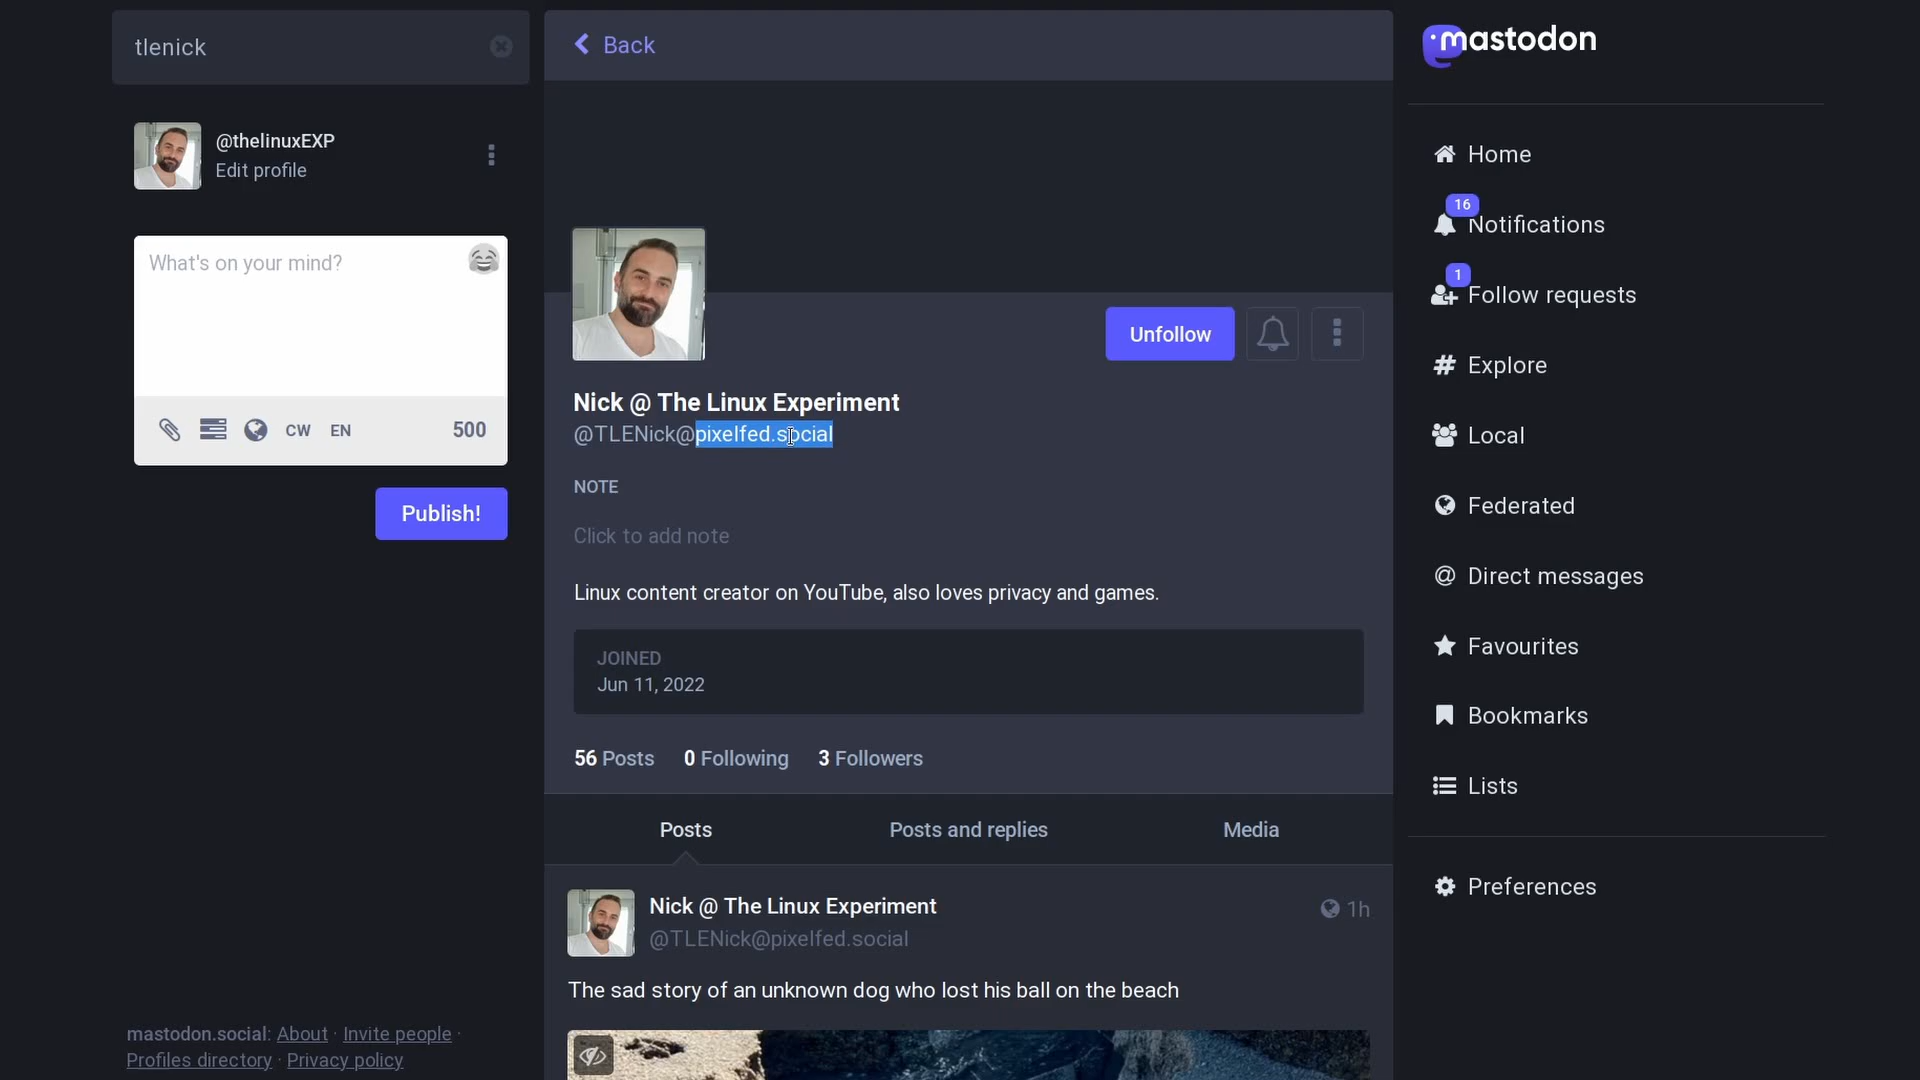 tlenick
@thelinuxEXP
Edit profile
What's on your mind?
CW
EN
500
Publish!
mastodon.social: About · Invite people ·
Profiles directory · Privacy policy
Back
Unfollow
Nick @ The Linux Experiment
@TLENick@pixelfed.social
NOTE
Click to add note
Linux content creator on YouTube, also loves privacy and games.
JOINED
Jun 11, 2022
56 Posts 0 Following 3 Followers
Posts Posts and replies Media
Nick @ The Linux Experiment
1h
@TLENick@pixelfed.social
The sad story of an unknown dog who lost his ball on the beach
mastodon
Home
16
Notifications
1
Follow requests
Explore
Local
Federated
Direct messages
Favourites
Bookmarks
Lists
Preferences